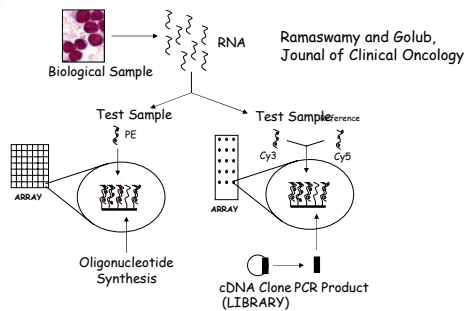 RNA
Ramaswamy and Golub,
Jounal of Clinical Oncology
Biological Sample
Test Sample
PE
ARRAY
Oligonucleotide
Synthesis
Test Sample
Reference
Cy3
Cy5
ARRAY
cDNA Clone PCR Product
(LIBRARY)